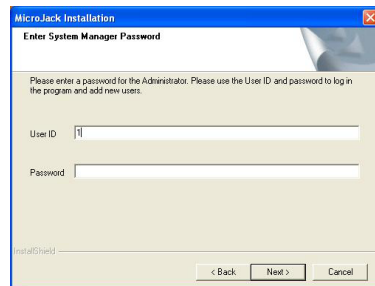 MicroJack Installation
Enter System Manager Password
Please enter a password for the Administrator. Please use the User ID and password to log in
the program and add new users.
User ID
1
Password
InstallShield
< Back
Next >
Cancel